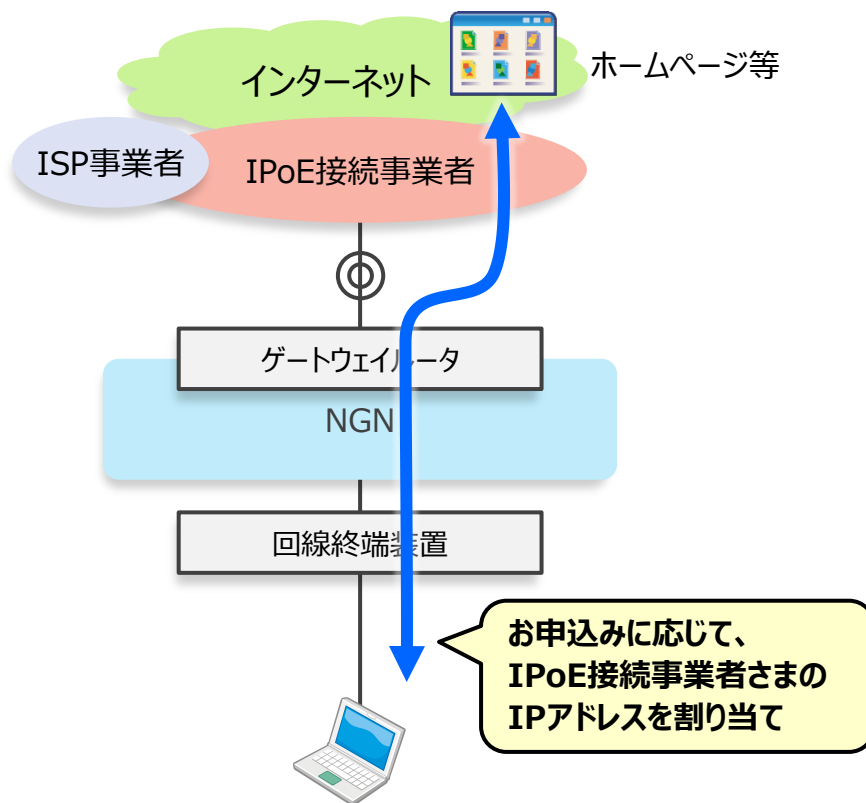 インターネット
ホームページ等
ISP事業者
IPoE接続事業者
ゲートウェイルータ
NGN
回線終端装置
お申込みに応じて、
IPoE接続事業者さまの
IPアドレスを割り当て